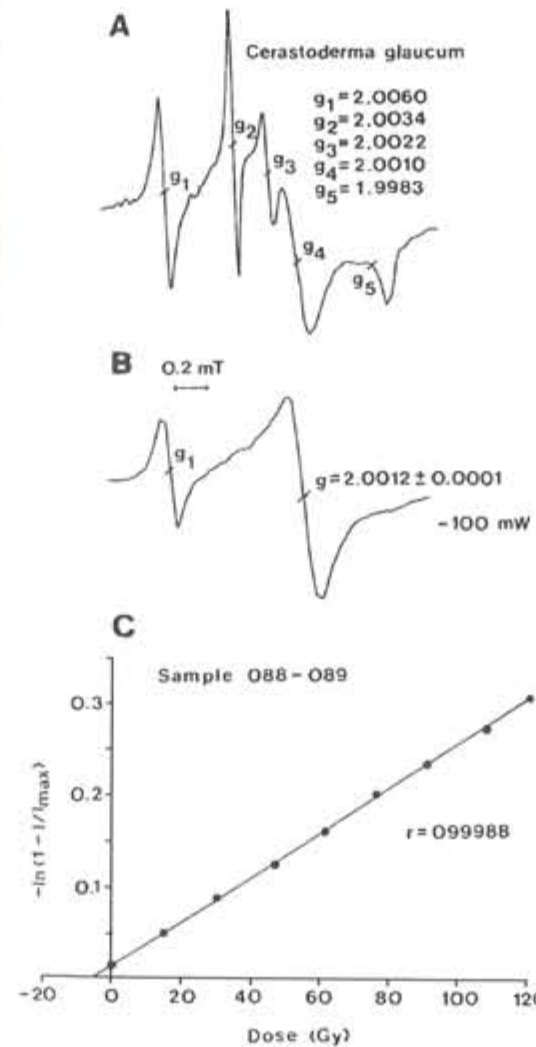 A
Cerastoderma glaucum
g1=2.0060
g2=2.0034
g3=2.0022
g4=2.0010
g5=1.9983
g1
g2
g3
g4
g5
B
0.2 mT
g1
g=2.0012±0.0001
-100 mW
C
Sample 088-089
0.3
0.2
0.1
-ln(1-I/Imax)
r=099988
-20 0 20 40 60 80 100 120
Dose (Gy)